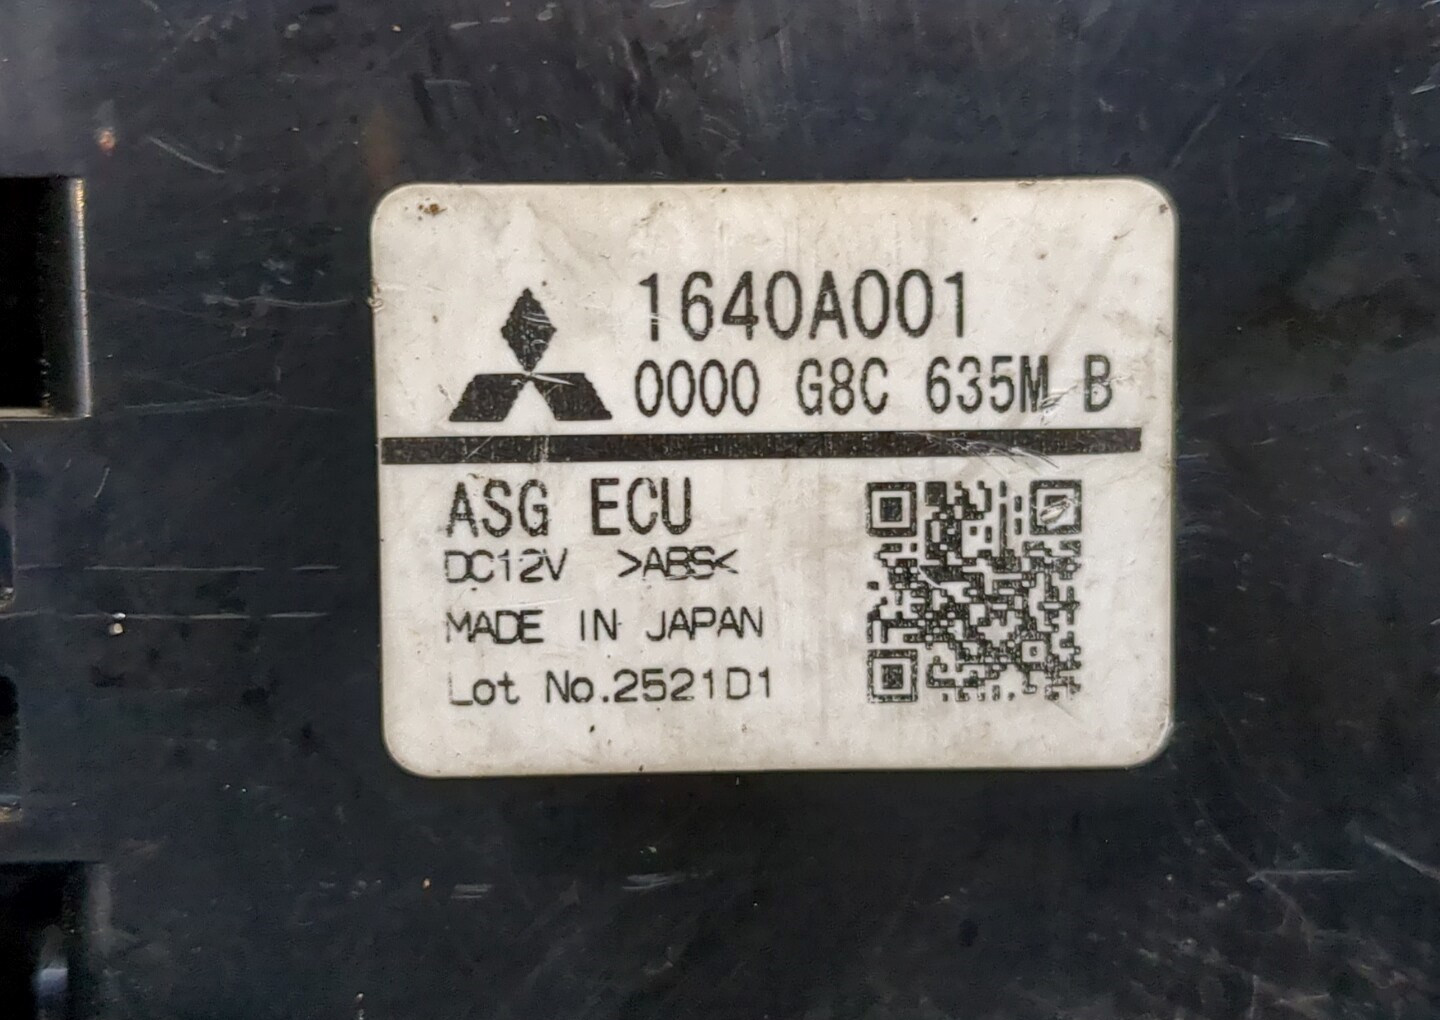 1640A001
0000 G8C 635M B
ASG ECU
DC12V >ABS<
MADE IN JAPAN
Lot No.2521D1